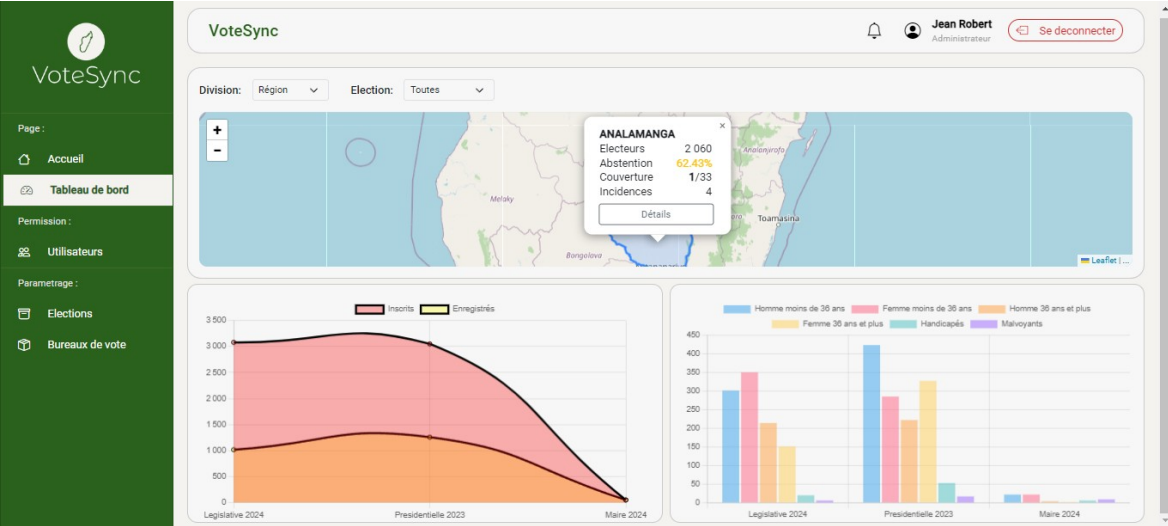 VoteSync
Page :
Accueil
Tableau de bord
Permission :
Utilisateurs
Parametrage :
Elections
Bureaux de vote
VoteSync
Jean Robert
Administrateur
Se deconnecter
Division: Région Election: Toutes
+
−
ANALAMANGA ×
Electeurs 2 060
Abstention 62.43%
Couverture 1/33
Incidences 4
Détails
Melaky
Bongolava
Analanjirofo
Toamasina
Leaflet | ...
Inscrits Enregistrés
3 500
3 000
2 500
2 000
1 500
1 000
500
0
Legislative 2024 Presidentielle 2023 Maire 2024
Homme moins de 36 ans Femme moins de 36 ans Homme 36 ans et plus
Femme 36 ans et plus Handicapés Malvoyants
450
400
350
300
250
200
150
100
50
0
Legislative 2024 Presidentielle 2023 Maire 2024